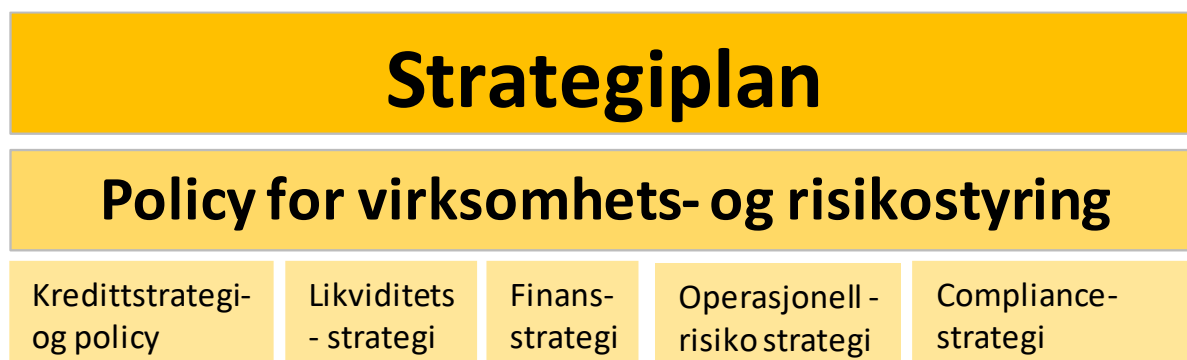 Strategiplan
Policy for virksomhets- og risikostyring
Kredittstrategi-
og policy
Likviditets
- strategi
Finans-
strategi
Operasjonell -
risiko strategi
Compliance-
strategi